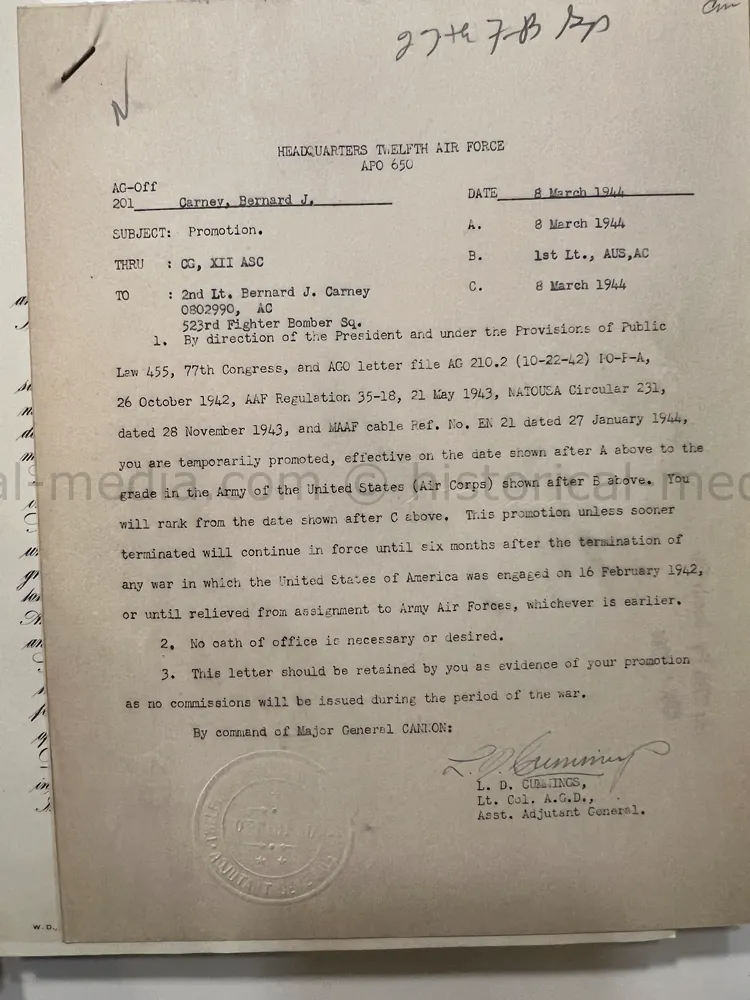 27th F-B Gp
N
HEADQUARTERS TWELFTH AIR FORCE
APO 650
AG-Off
201 Carney, Bernard J.
DATE 8 March 1944
SUBJECT: Promotion.
A. 8 March 1944
THRU : CG, XII ASC
B. 1st Lt., AUS,AC
TO : 2nd Lt. Bernard J. Carney
C. 8 March 1944
0802990, AC
523rd Fighter Bomber Sq.
1. By direction of the President and under the Provisions of Public
Law 455, 77th Congress, and AGO letter file AG 210.2 (10-22-42) PO-P-A,
26 October 1942, AAF Regulation 35-18, 21 May 1943, NATOUSA Circular 231,
dated 28 November 1943, and MAAF cable Ref. No. EN 21 dated 27 January 1944,
you are temporarily promoted, effective on the date shown after A above to the
al-media.com © historical med
grade in the Army of the United States (Air Corps) shown after B above. You
will rank from the date shown after C above. This promotion unless sooner
terminated will continue in force until six months after the termination of
any war in which the United States of America was engaged on 16 February 1942,
or until relieved from assignment to Army Air Forces, whichever is earlier.
2. No oath of office is necessary or desired.
3. This letter should be retained by you as evidence of your promotion
as no commissions will be issued during the period of the war.
By command of Major General CANNON:
L. D. Cummings
L. D. CUMMINGS,
Lt. Col. A.G.D.,
Asst. Adjutant General.
ADJUTANT
W. D.,